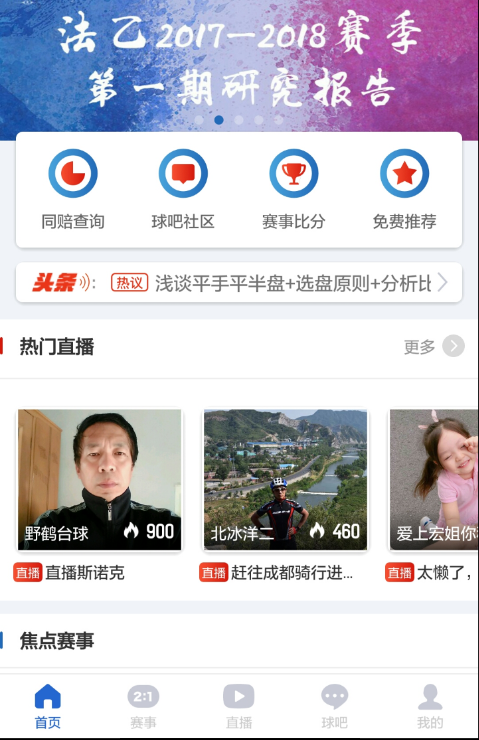 法乙2017—2018赛季
第一期研究报告
同赔查询
球吧社区
赛事比分
免费推荐
头条: 热议 浅谈平手平半盘+选盘原则+分析比
热门直播
更多
野鹤台球 900
北冰洋二 460
爱上宏姐你
直播 直播斯诺克
直播 赶往成都骑行进...
直播 太懒了，
焦点赛事
2:1
首页
赛事
直播
球吧
我的